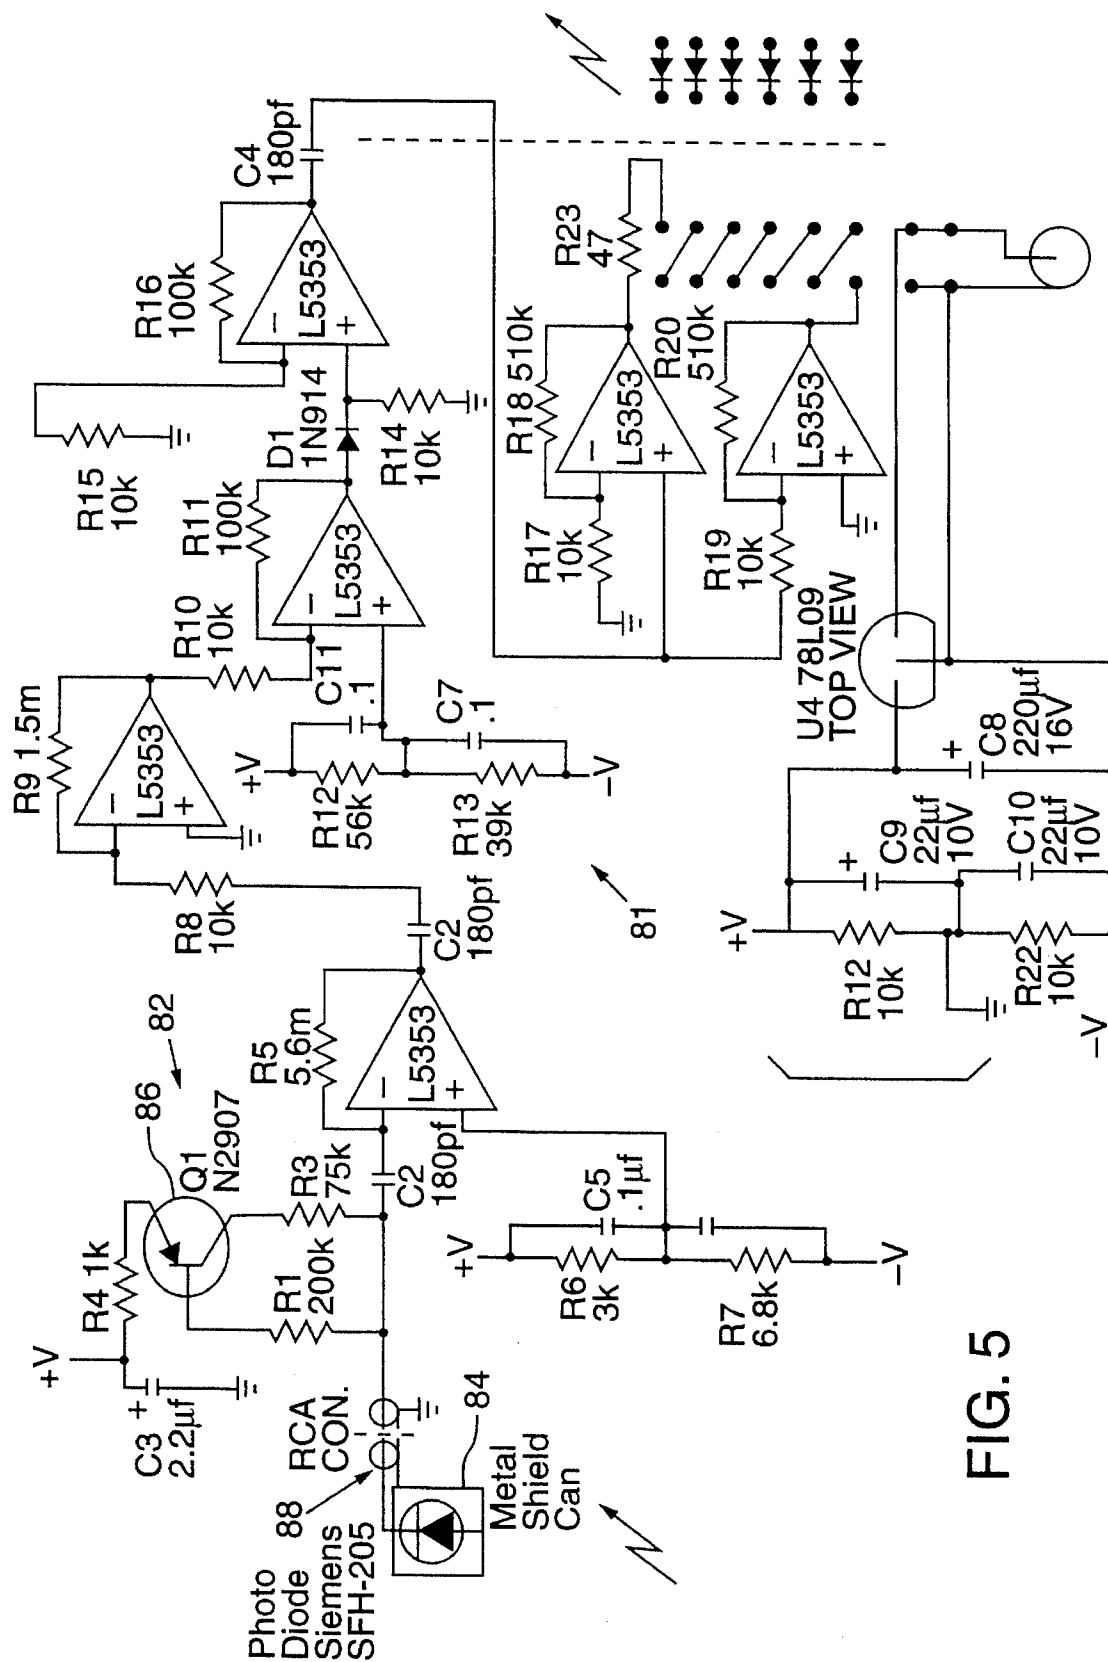 +V
C3 +
2.2µf
R4 1k
86
82
Q1
N2907
R1
200k
R3
75k
RCA
CON.
88
Photo
Diode
Siemens
SFH-205
84
Metal
Shield
Can
C2
180pf
R5
5.6m
L5353
−
+
+V
R6
3k
C5
.1µf
R7
6.8k
−V
C2
180pf
R8
10k
R9 1.5m
L5353
−
+
R10
10k
+V
R12
56k
C11
.1
R13
39k
C7
.1
−V
81
R11
100k
L5353
−
+
D1
1N914
R14
10k
R15
10k
R16
100k
L5353
−
+
C4
180pf
R17
10k
R18 510k
L5353
−
+
R23
47
R19
10k
R20
510k
L5353
−
+
U4 78L09
TOP VIEW
+V
R12
10k
+
C9
22µf
10V
+
C8
220µf
16V
R22
10k
C10
22µf
10V
−V
FIG. 5